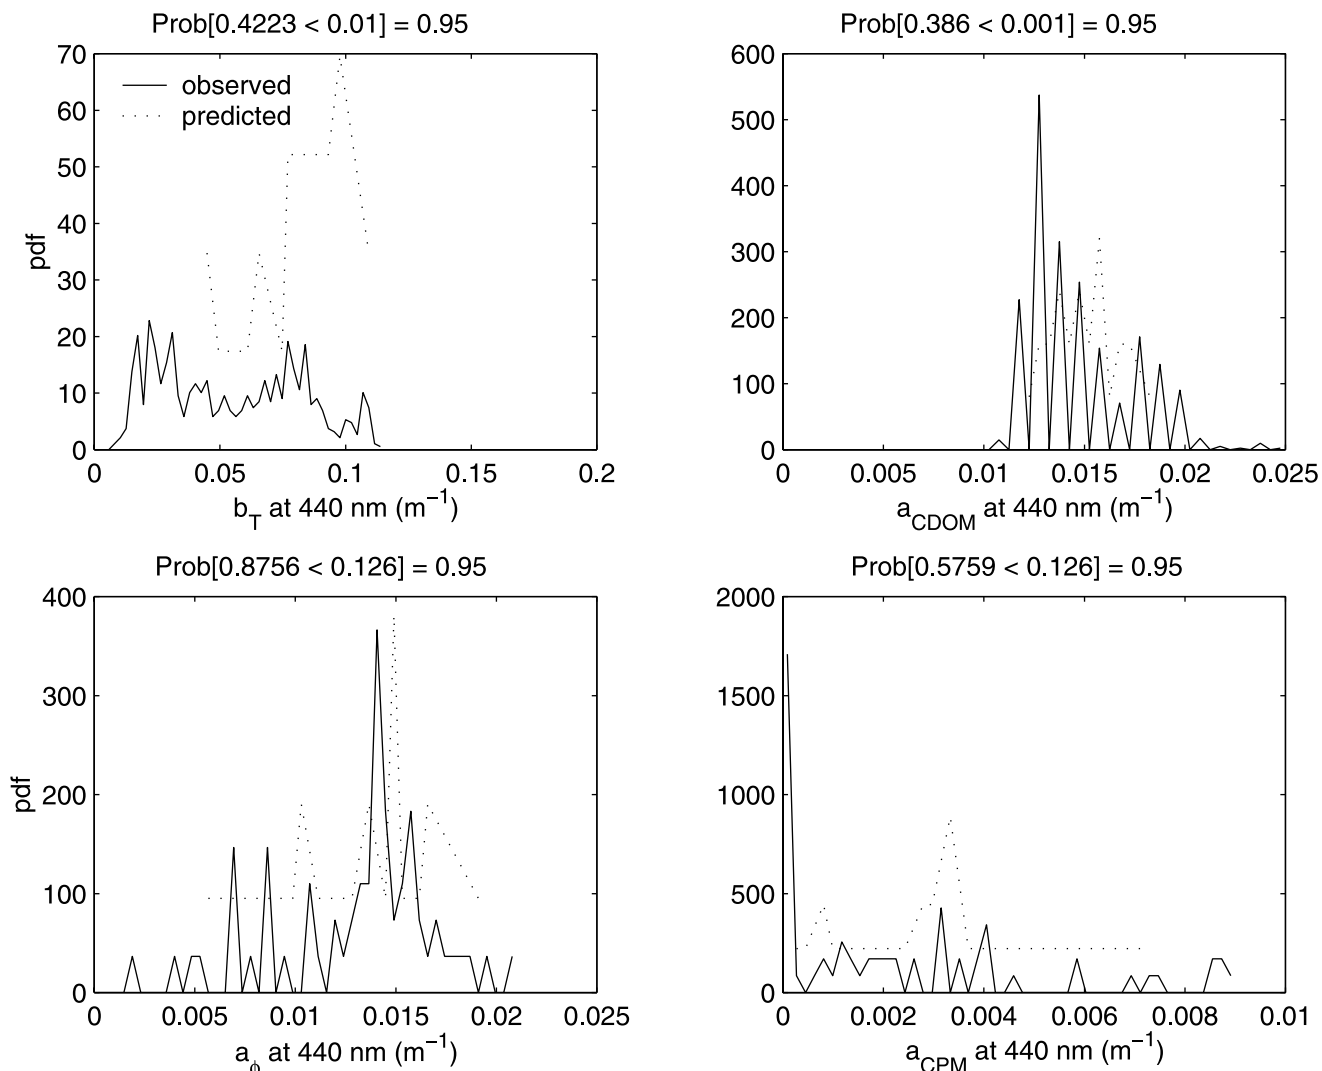 Prob[0.4223 < 0.01] = 0.95
70
60
50
40
30
20
10
0
pdf
observed
predicted
0 0.05 0.1 0.15 0.2
b_T at 440 nm (m⁻¹)
Prob[0.386 < 0.001] = 0.95
600
500
400
300
200
100
0
0 0.005 0.01 0.015 0.02 0.025
a_CDOM at 440 nm (m⁻¹)
Prob[0.8756 < 0.126] = 0.95
400
300
200
100
0
pdf
0 0.005 0.01 0.015 0.02 0.025
a_ϕ at 440 nm (m⁻¹)
Prob[0.5759 < 0.126] = 0.95
2000
1500
1000
500
0
0 0.002 0.004 0.006 0.008 0.01
a_CPM at 440 nm (m⁻¹)